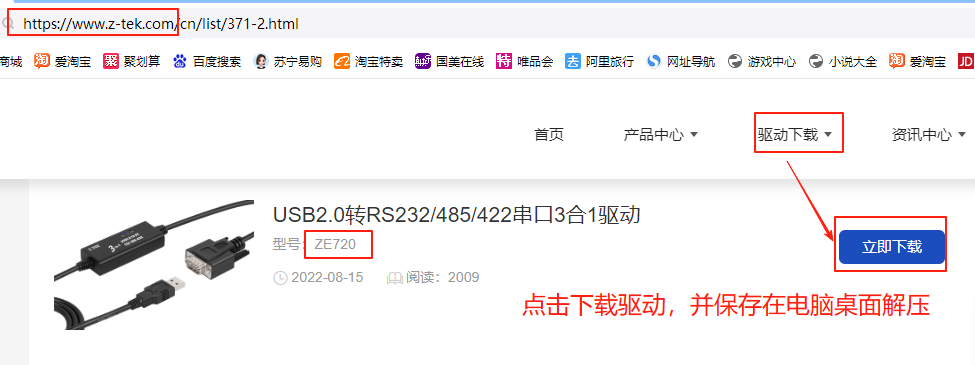 https://www.z-tek.com/cn/list/371-2.html
商城 淘 爱淘宝 聚 聚划算 百度搜索 苏宁易购 淘宝特卖 国美在线 特 唯品会 去 阿里旅行 网址导航 游戏中心 小说大全 淘 爱淘宝 JD
首页 产品中心 驱动下载 资讯中心
USB2.0转RS232/485/422串口3合1驱动
型号: ZE720
立即下载
2022-08-15 阅读：2009
点击下载驱动，并保存在电脑桌面解压